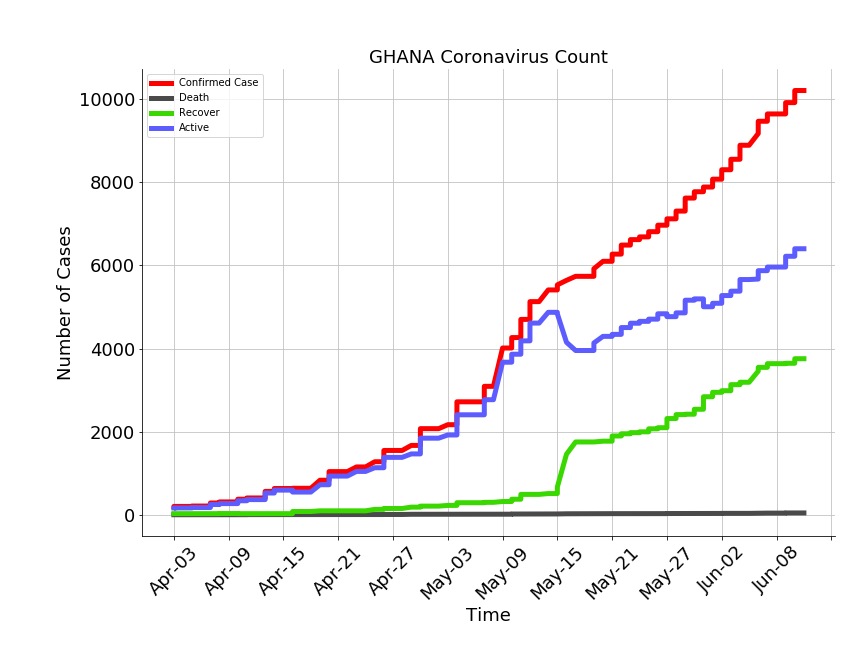 GHANA Coronavirus Count
Confirmed Case
Death
Recover
Active
10000
8000
6000
4000
2000
0
Number of Cases
Apr-03
Apr-09
Apr-15
Apr-21
Apr-27
May-03
May-09
May-15
May-21
May-27
Jun-02
Jun-08
Time